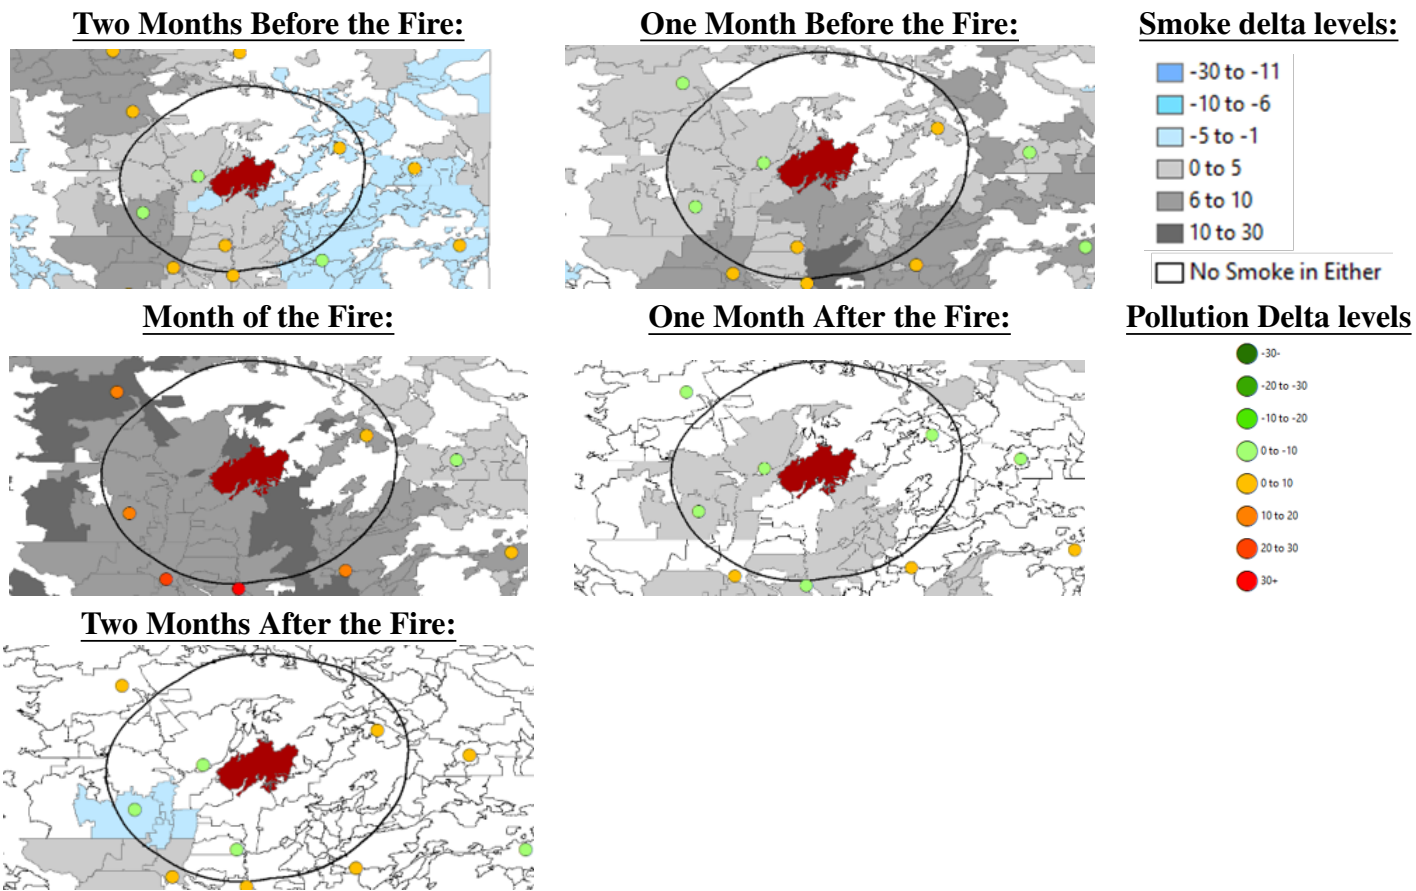 Two Months Before the Fire:
One Month Before the Fire:
Smoke delta levels:
-30 to -11
-10 to -6
-5 to -1
0 to 5
6 to 10
10 to 30
No Smoke in Either
Month of the Fire:
One Month After the Fire:
Pollution Delta levels
-30-
-20 to -30
-10 to -20
0 to -10
0 to 10
10 to 20
20 to 30
30+
Two Months After the Fire: